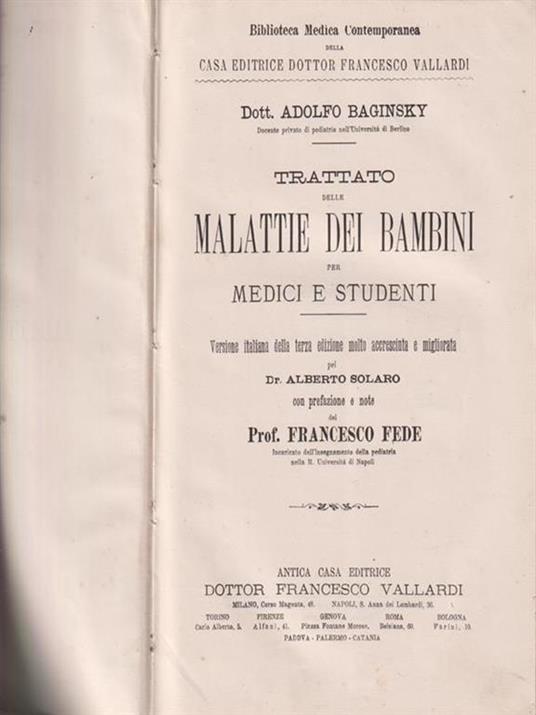 Biblioteca Medica Contemporanea
DELLA
CASA EDITRICE DOTTOR FRANCESCO VALLARDI
Dott. ADOLFO BAGINSKY
Docente privato di pediatria nell'Università di Berlino
TRATTATO
DELLE
MALATTIE DEI BAMBINI
PER
MEDICI E STUDENTI
Versione italiana della terza edizione molto accresciuta e migliorata
pel
Dr. ALBERTO SOLARO
con prefazione e note
del
Prof. FRANCESCO FEDE
Incaricato dell'Insegnamento della pediatria
nella R. Università di Napoli
ANTICA CASA EDITRICE
DOTTOR FRANCESCO VALLARDI
MILANO, Corso Magenta, 48. NAPOLI, S. Anna dei Lombardi, 36.
TORINO FIRENZE GENOVA ROMA BOLOGNA
Carlo Alberto, 5. Alfani, 41. Piazza Fontane Morose. Belsiana, 60. Farini, 10.
PADOVA - PALERMO - CATANIA